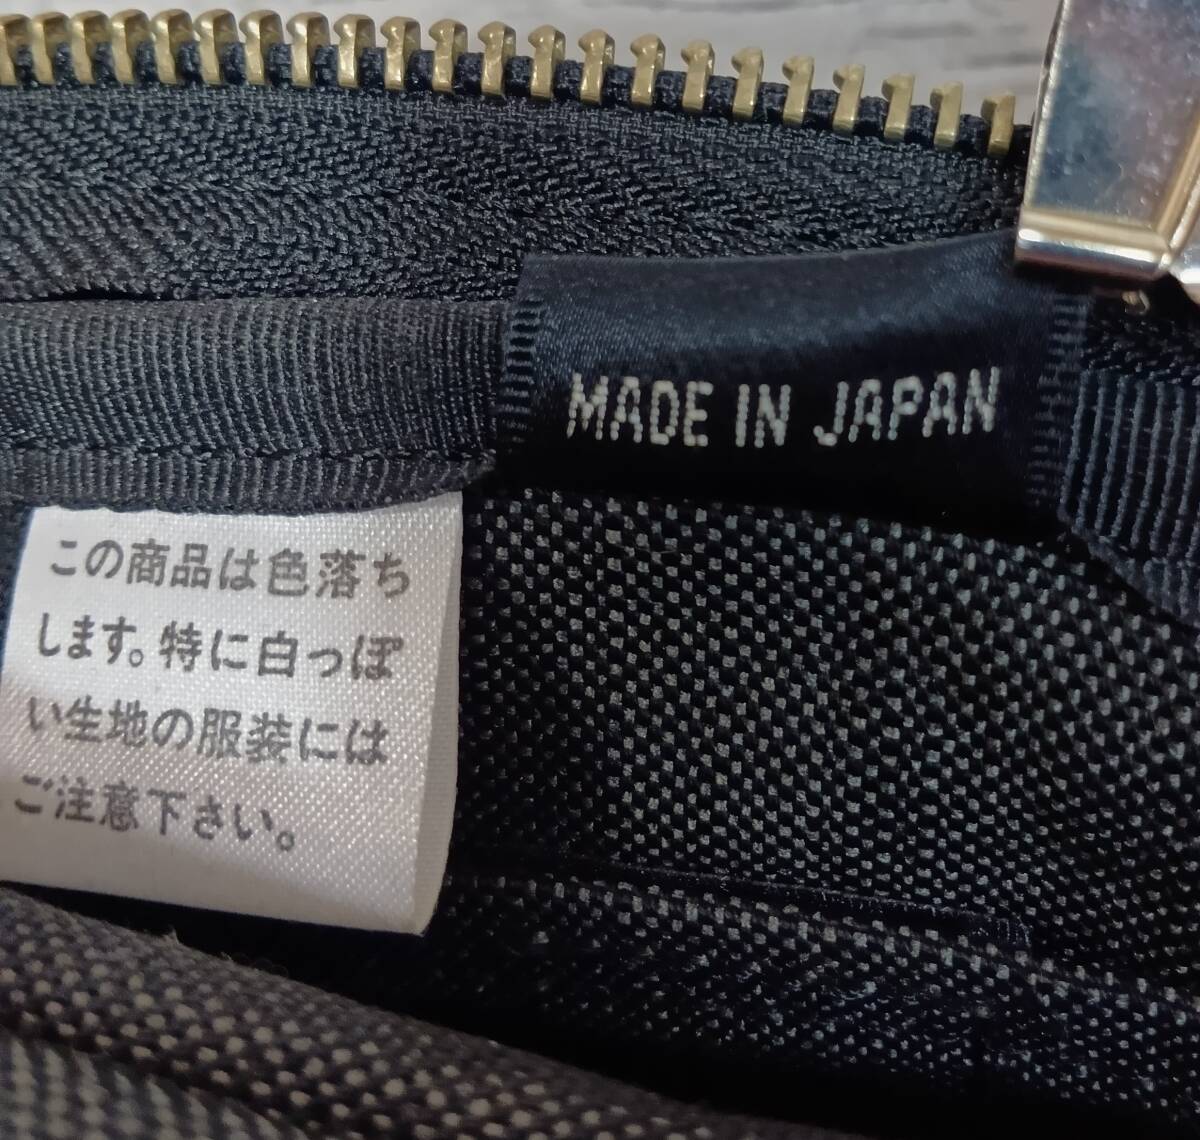 MADE IN JAPAN
この商品は色落ち
します。特に白っぽ
い生地の服装には
ご注意下さい。